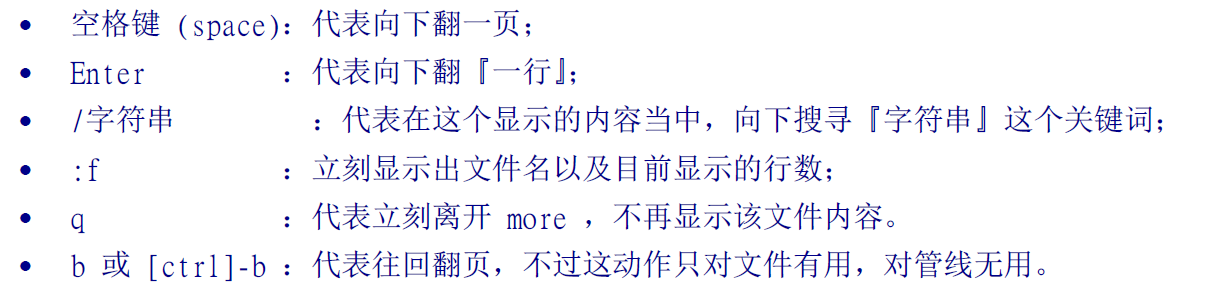 • 空格键 (space)：代表向下翻一页；
• Enter ：代表向下翻『一行』；
• /字符串 ：代表在这个显示的内容当中，向下搜寻『字符串』这个关键词；
• :f ：立刻显示出文件名以及目前显示的行数；
• q ：代表立刻离开 more ，不再显示该文件内容。
• b 或 [ctrl]-b ：代表往回翻页，不过这动作只对文件有用，对管线无用。